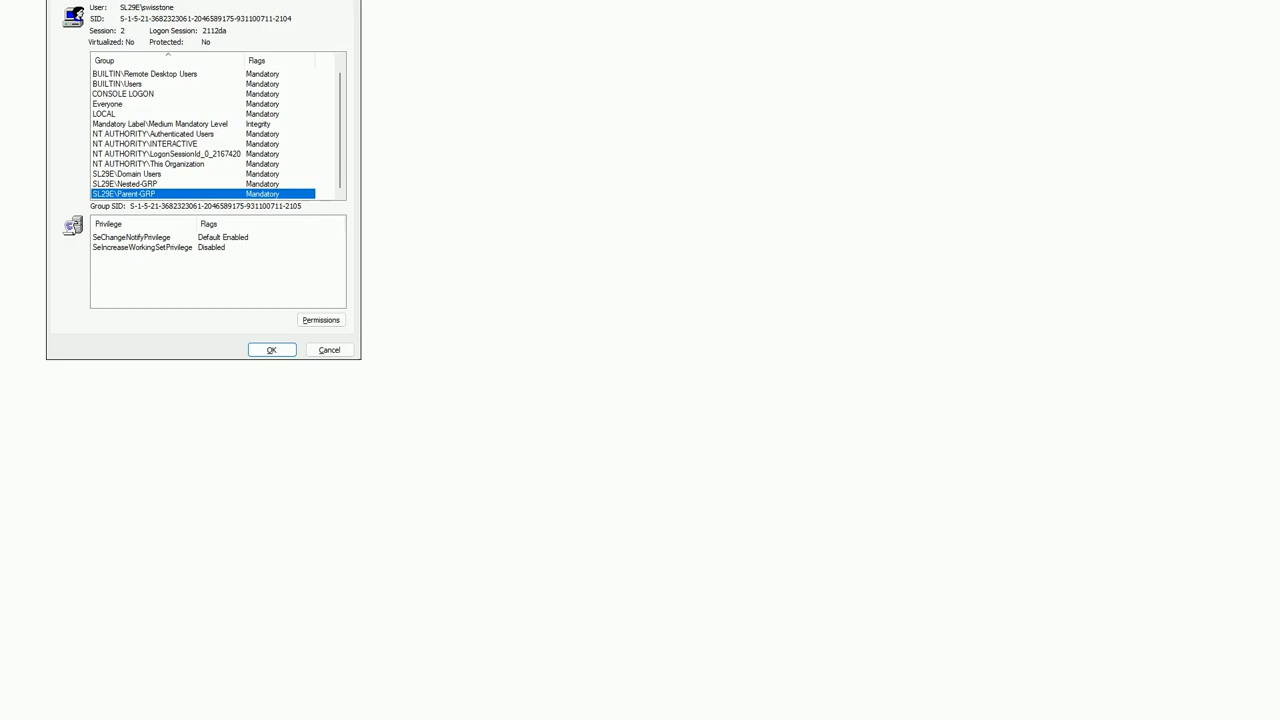 User: SL29E\swisstone
SID: S-1-5-21-3682323061-2046589175-931100711-2104
Session: 2 Logon Session: 2112da
Virtualized: No Protected: No
Group Flags
BUILTIN\Remote Desktop Users Mandatory
BUILTIN\Users Mandatory
CONSOLE LOGON Mandatory
Everyone Mandatory
LOCAL Mandatory
Mandatory Label\Medium Mandatory Level Integrity
NT AUTHORITY\Authenticated Users Mandatory
NT AUTHORITY\INTERACTIVE Mandatory
NT AUTHORITY\LogonSessionId_0_2167420 Mandatory
NT AUTHORITY\This Organization Mandatory
SL29E\Domain Users Mandatory
SL29E\Nested-GRP Mandatory
SL29E\Parent-GRP Mandatory
Group SID: S-1-5-21-3682323061-2046589175-931100711-2105
Privilege Flags
SeChangeNotifyPrivilege Default Enabled
SeIncreaseWorkingSetPrivilege Disabled
Permissions
OK Cancel